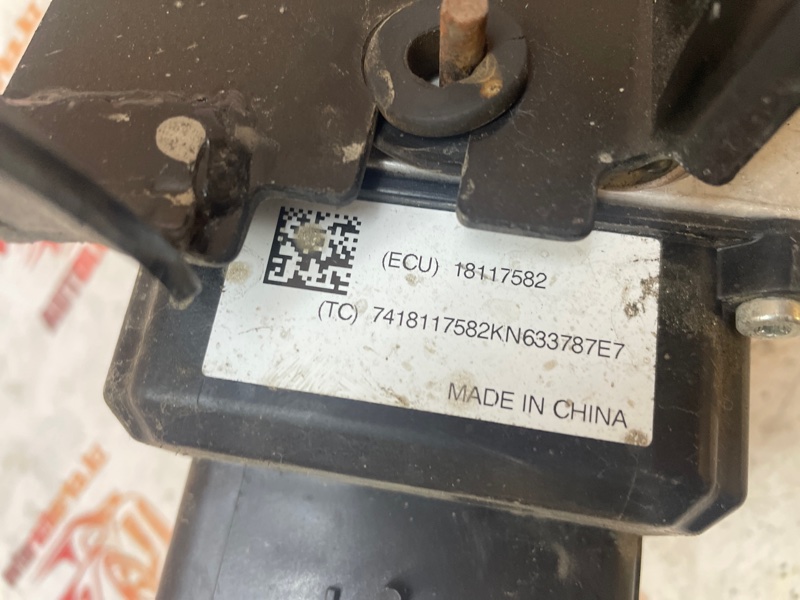 (ECU) 18117582
(TC) 7418117582KN633787E7
MADE IN CHINA